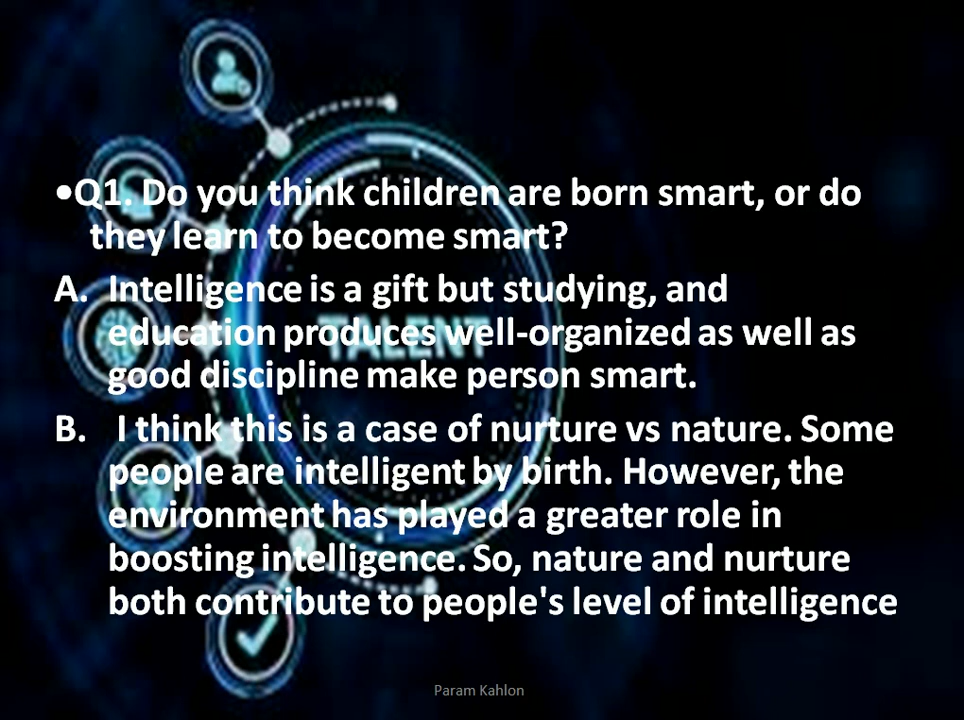 •Q1. Do you think children are born smart, or do
they learn to become smart?
A. Intelligence is a gift but studying, and
education produces well-organized as well as
good discipline make person smart.
B. I think this is a case of nurture vs nature. Some
people are intelligent by birth. However, the
environment has played a greater role in
boosting intelligence. So, nature and nurture
both contribute to people's level of intelligence
TALENT
Param Kahlon